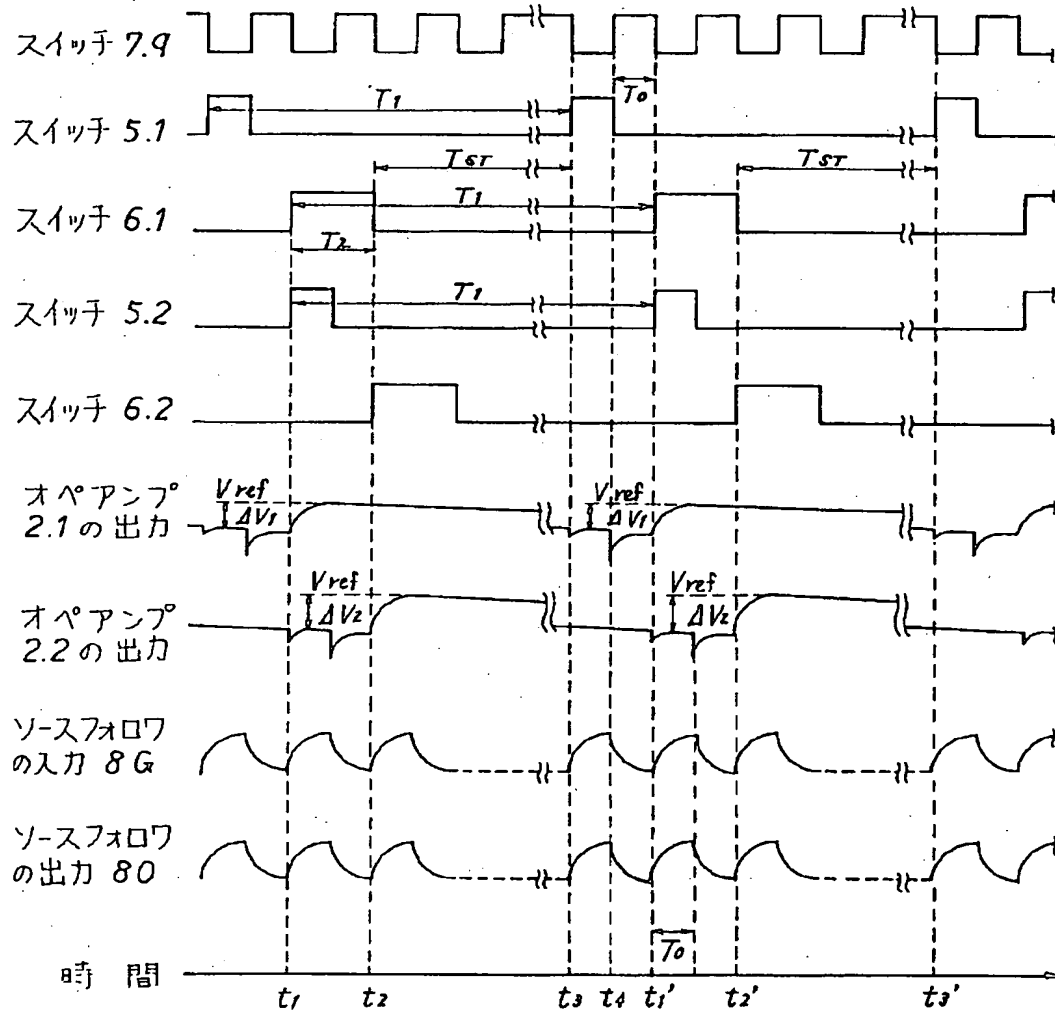 スイッチ 7.9
To
T1
スイッチ 5.1
TST
TST
T1
スイッチ 6.1
T2
T1
スイッチ 5.2
スイッチ 6.2
オペアンプ
2.1 の 出力
Vref
ΔV1
Vref
ΔV1
オペアンプ
2.2 の 出力
Vref
ΔV2
Vref
ΔV2
ソースフォロワ
の入力 8G
ソースフォロワ
の出力 80
To
時 間
t1 t2 t3 t4 t1' t2' t3'